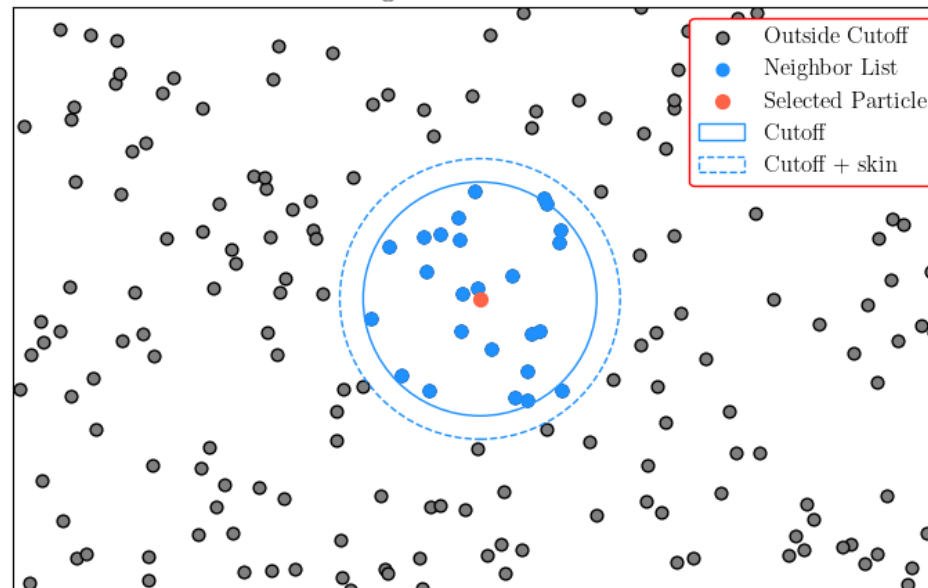 Outside Cutoff
Neighbor List
Selected Particle
Cutoff
Cutoff + skin